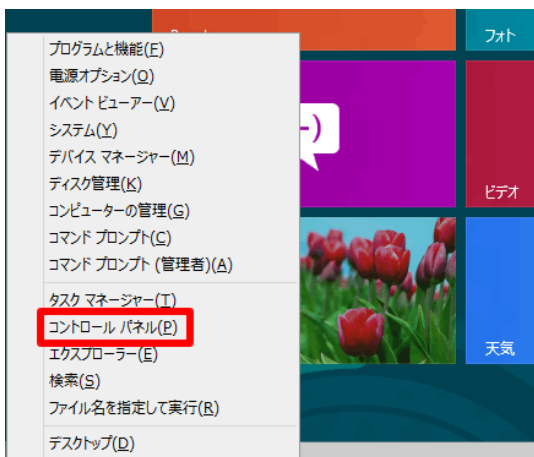 プログラムと機能(F)
電源オプション(O)
イベント ビューアー(V)
システム(Y)
デバイス マネージャー(M)
ディスク管理(K)
コンピューターの管理(G)
コマンド プロンプト(C)
コマンド プロンプト (管理者)(A)
タスク マネージャー(T)
コントロール パネル(P)
エクスプローラー(E)
検索(S)
ファイル名を指定して実行(R)
デスクトップ(D)
フォト
:-)
ビデオ
天気